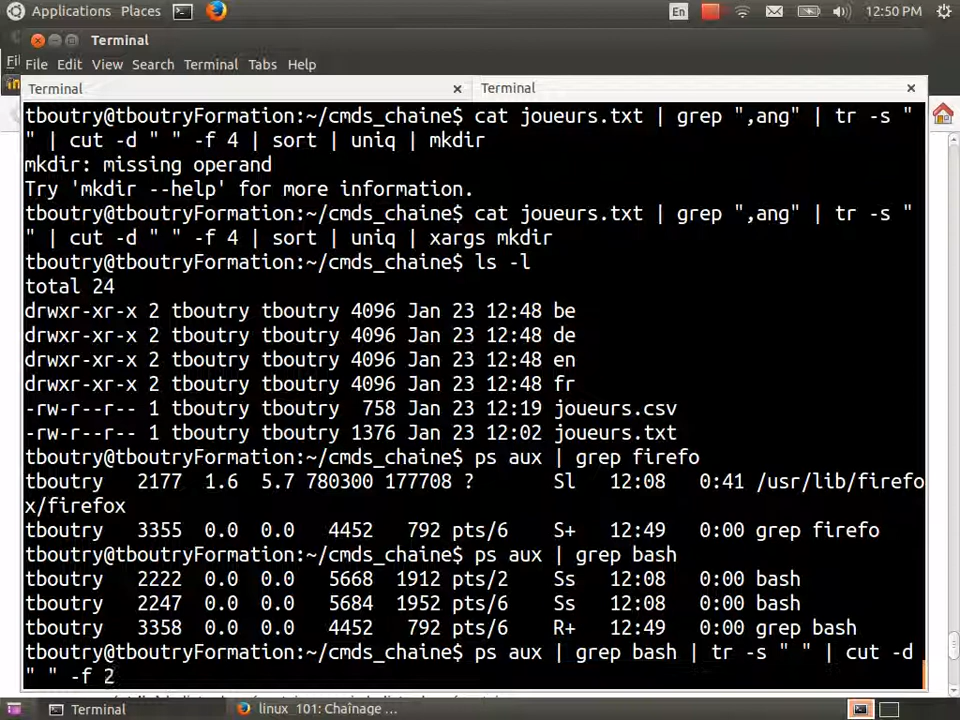 Applications Places En 12:50 PM
Terminal
File Edit View Search Terminal Tabs Help
Terminal × Terminal ×
tboutry@tboutryFormation:~/cmds_chaine$ cat joueurs.txt | grep ",ang" | tr -s "
" | cut -d " " -f 4 | sort | uniq | mkdir
mkdir: missing operand
Try 'mkdir --help' for more information.
tboutry@tboutryFormation:~/cmds_chaine$ cat joueurs.txt | grep ",ang" | tr -s "
" | cut -d " " -f 4 | sort | uniq | xargs mkdir
tboutry@tboutryFormation:~/cmds_chaine$ ls -l
total 24
drwxr-xr-x 2 tboutry tboutry 4096 Jan 23 12:48 be
drwxr-xr-x 2 tboutry tboutry 4096 Jan 23 12:48 de
drwxr-xr-x 2 tboutry tboutry 4096 Jan 23 12:48 en
drwxr-xr-x 2 tboutry tboutry 4096 Jan 23 12:48 fr
-rw-r--r-- 1 tboutry tboutry  758 Jan 23 12:19 joueurs.csv
-rw-r--r-- 1 tboutry tboutry 1376 Jan 23 12:02 joueurs.txt
tboutry@tboutryFormation:~/cmds_chaine$ ps aux | grep firefo
tboutry   2177  1.6  5.7 780300 177708 ?       Sl   12:08   0:41 /usr/lib/firefo
x/firefox
tboutry   3355  0.0  0.0   4452   792 pts/6    S+   12:49   0:00 grep firefo
tboutry@tboutryFormation:~/cmds_chaine$ ps aux | grep bash
tboutry   2222  0.0  0.0   5668  1912 pts/2    Ss   12:08   0:00 bash
tboutry   2247  0.0  0.0   5684  1952 pts/6    Ss   12:08   0:00 bash
tboutry   3358  0.0  0.0   4452   792 pts/6    R+   12:49   0:00 grep bash
tboutry@tboutryFormation:~/cmds_chaine$ ps aux | grep bash | tr -s " " | cut -d
" " -f 2
Terminal linux_101: Chaînage ...